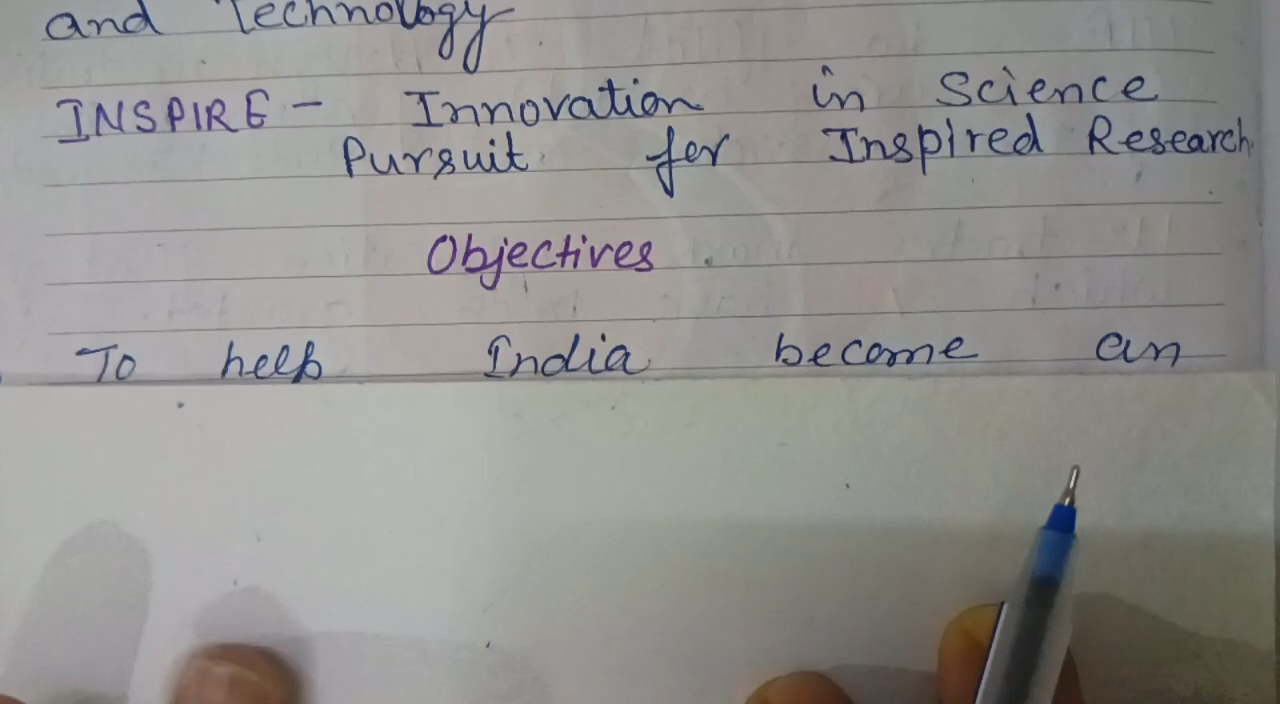 and Technology
INSPIRE - Innovation in Science
Pursuit for Inspired Research
Objectives
To help India become an